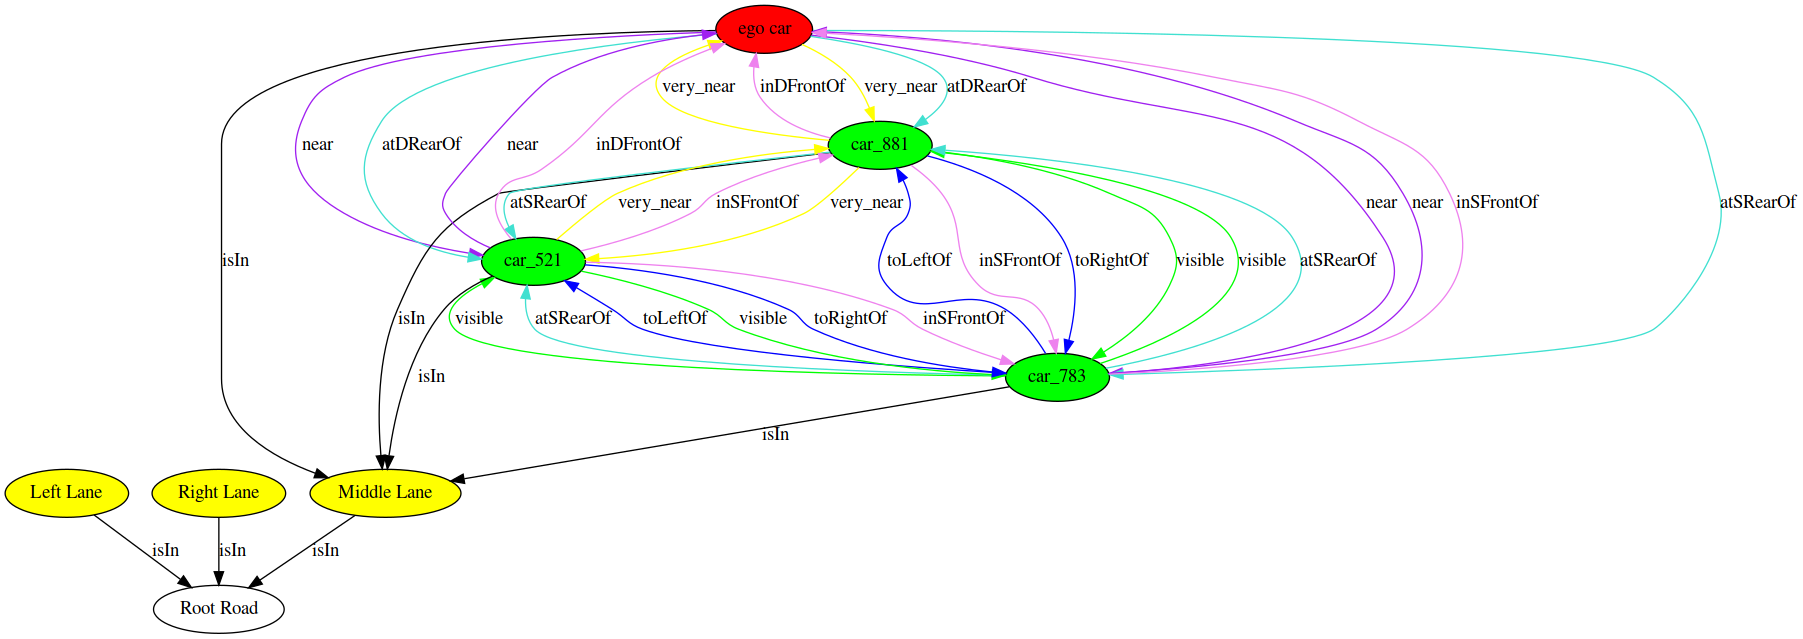 ego car
very_near
inDFrontOf
very_near
atDRearOf
near
atDRearOf
near
inDFrontOf
car_881
atSRearOf
very_near
inSFrontOf
very_near
near
near
inSFrontOf
atSRearOf
isIn
car_521
toLeftOf
inSFrontOf
toRightOf
visible
visible
atSRearOf
isIn
visible
atSRearOf
toLeftOf
visible
toRightOf
inSFrontOf
isIn
car_783
isIn
Left Lane
Right Lane
Middle Lane
isIn
isIn
isIn
Root Road